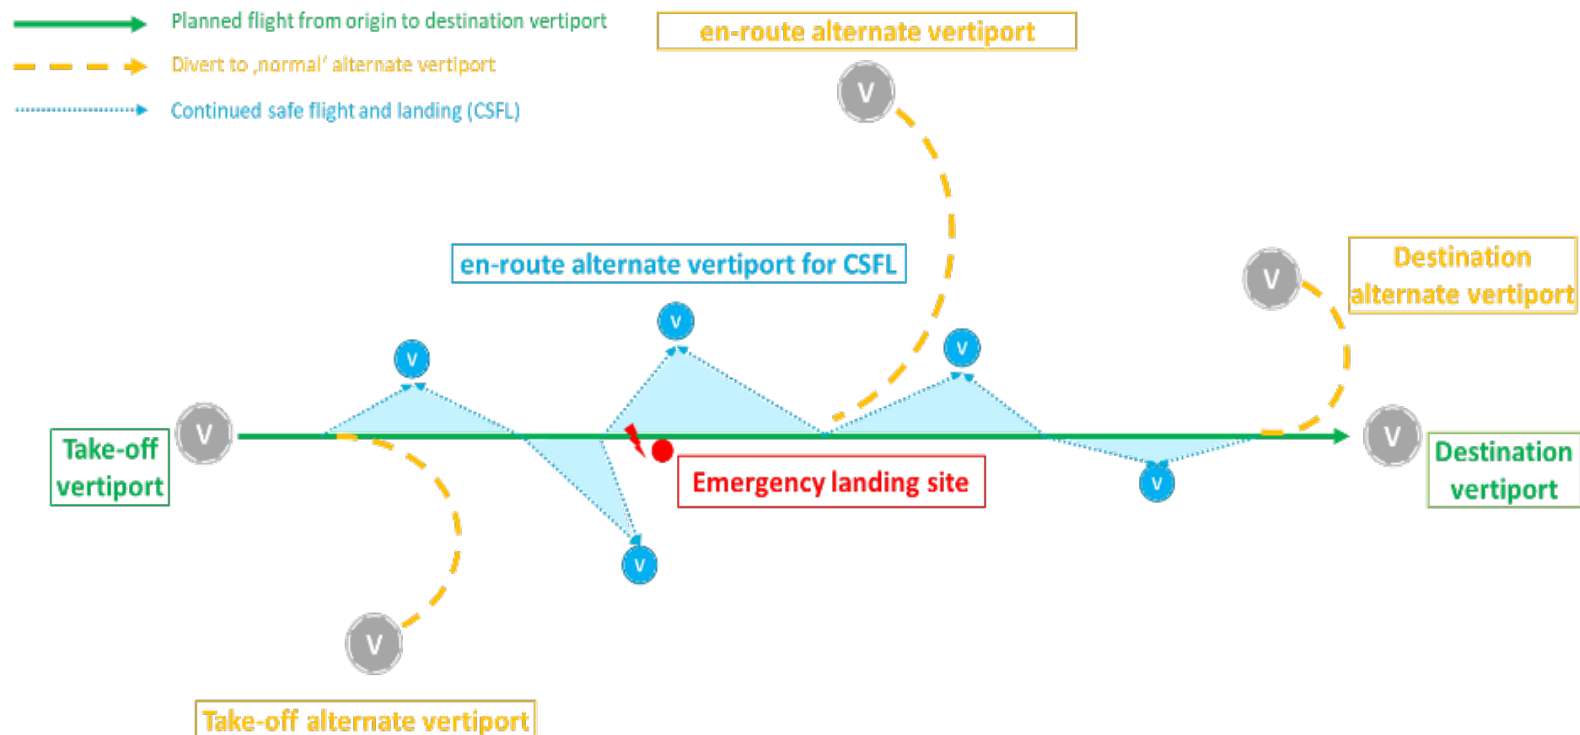 Planned flight from origin to destination vertiport
Divert to ‚normal' alternate vertiport
Continued safe flight and landing (CSFL)
en-route alternate vertiport
V
en-route alternate vertiport for CSFL
V
Destination
alternate vertiport
V
V
V
V
Take-off
vertiport
V
Emergency landing site
V
Destination
vertiport
V
V
Take-off alternate vertiport